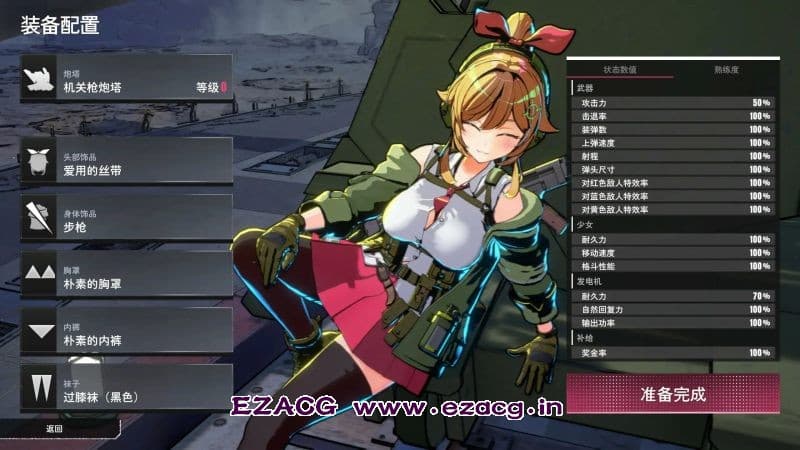 装备配置
炮塔
机关枪炮塔 等级0
头部饰品
爱用的丝带
身体饰品
步枪
胸罩
朴素的胸罩
内裤
朴素的内裤
袜子
过膝袜（黑色）
返回
状态数值 熟练度
武器
攻击力 50%
击退率 100%
装弹数 100%
上弹速度 100%
射程 100%
弹头尺寸 100%
对红色敌人特效率 100%
对蓝色敌人特效率 100%
对黄色敌人特效率 100%
少女
耐久力 100%
移动速度 100%
格斗性能 100%
发电机
耐久力 70%
自然回复力 100%
输出功率 100%
补给
奖金率 100%
准备完成
EZACG www.ezacg.in